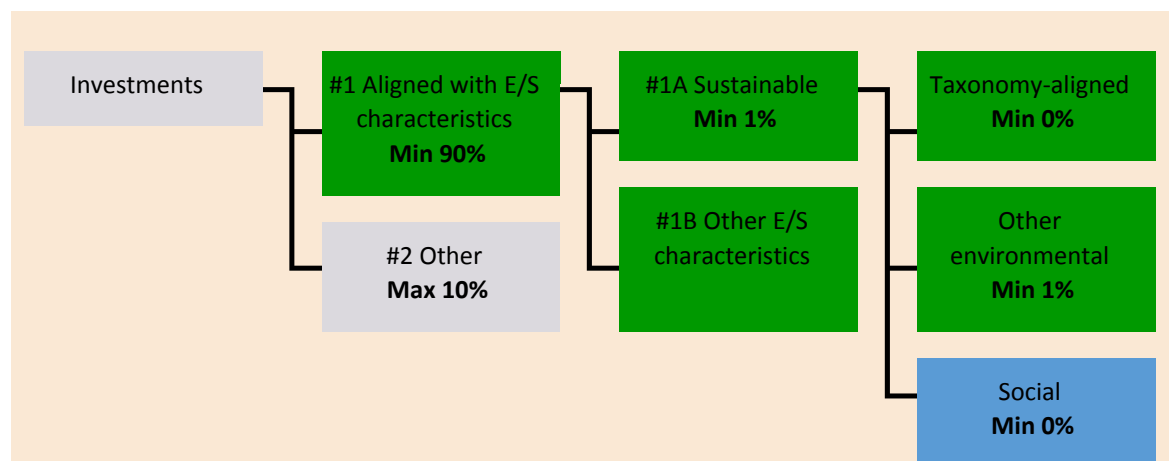 Investments
#1 Aligned with E/S
characteristics
Min 90%
#2 Other
Max 10%
#1A Sustainable
Min 1%
#1B Other E/S
characteristics
Taxonomy-aligned
Min 0%
Other
environmental
Min 1%
Social
Min 0%